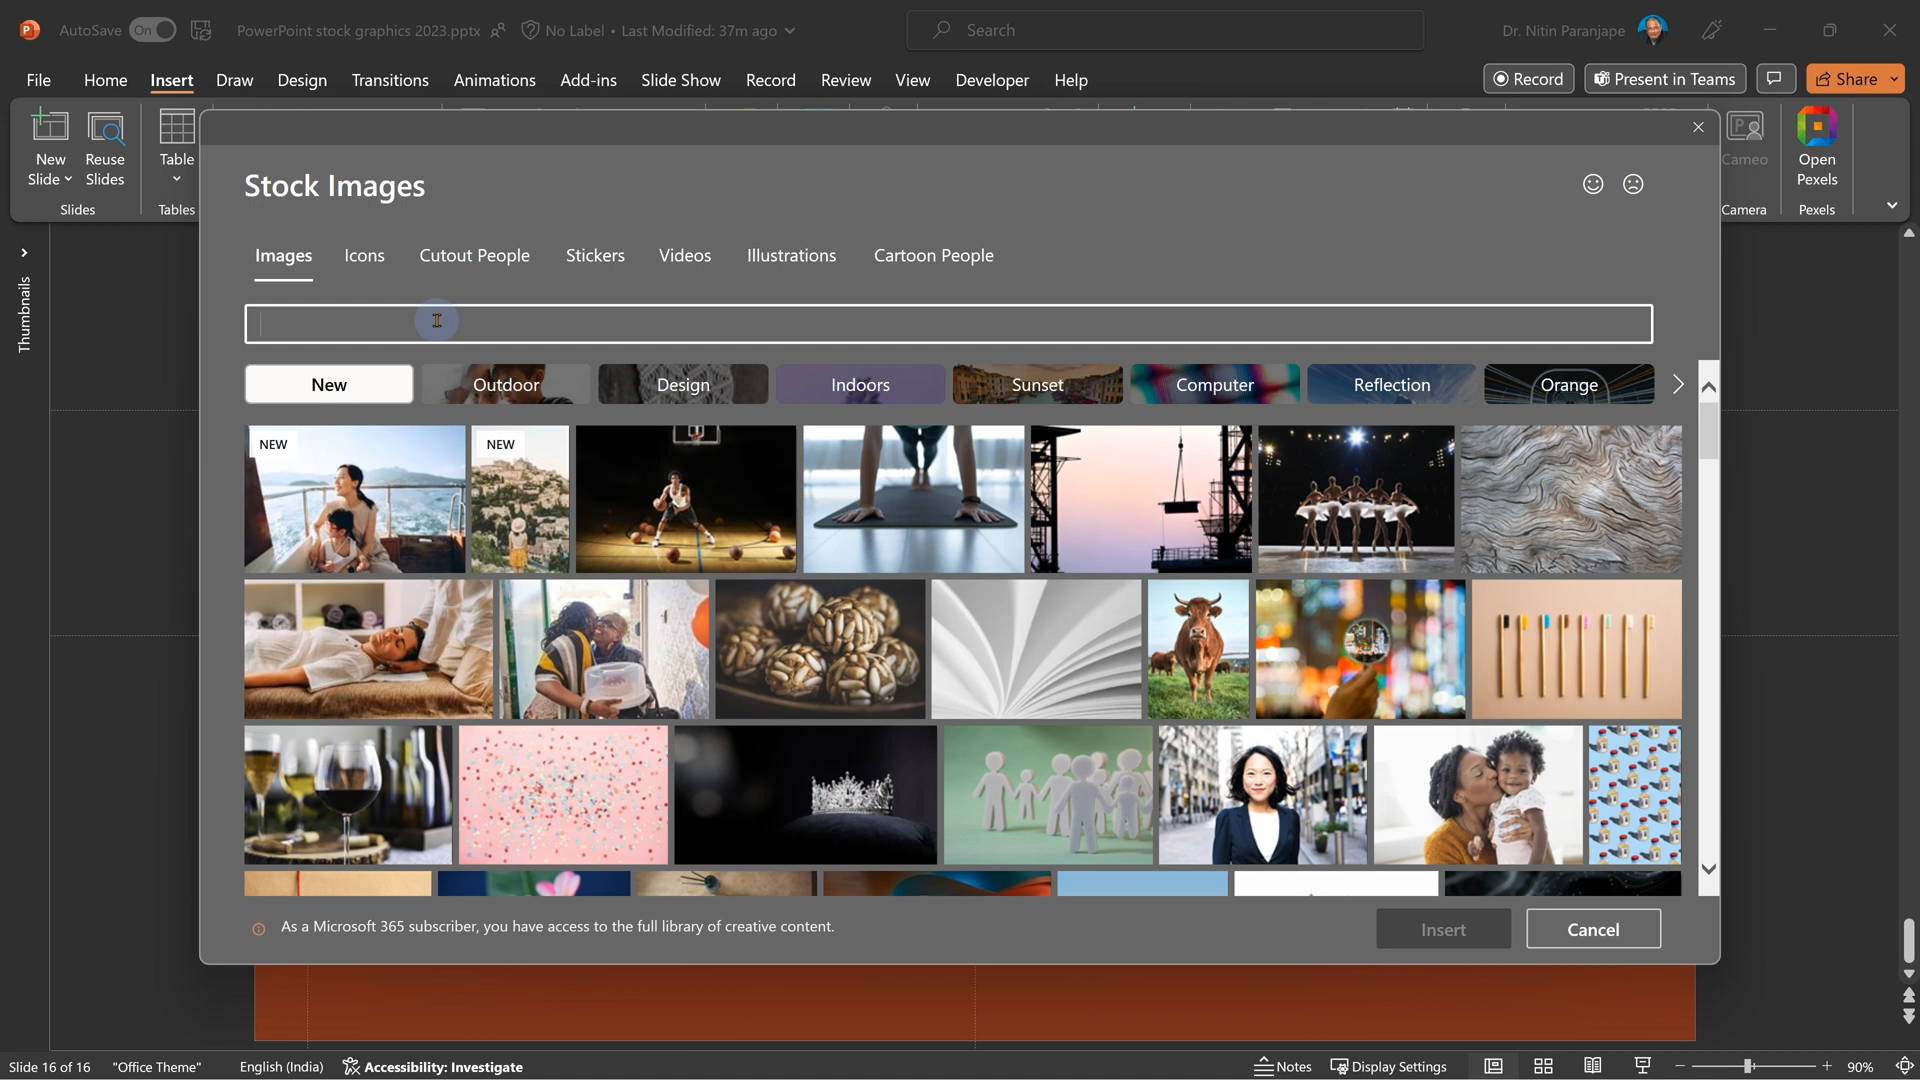 P
AutoSave On
PowerPoint stock graphics 2023.pptx
No Label • Last Modified: 37m ago
Search
Dr. Nitin Paranjape
File Home Insert Draw Design Transitions Animations Add-ins Slide Show Record Review View Developer Help
Record
Present in Teams
Share
New Slide
Reuse Slides
Table
Cameo
Open Pexels
Slides
Tables
Camera
Pexels
Thumbnails
Stock Images
Images Icons Cutout People Stickers Videos Illustrations Cartoon People
New Outdoor Design Indoors Sunset Computer Reflection Orange
NEW
NEW
As a Microsoft 365 subscriber, you have access to the full library of creative content.
Insert
Cancel
Slide 16 of 16 "Office Theme" English (India) Accessibility: Investigate
Notes Display Settings
90%